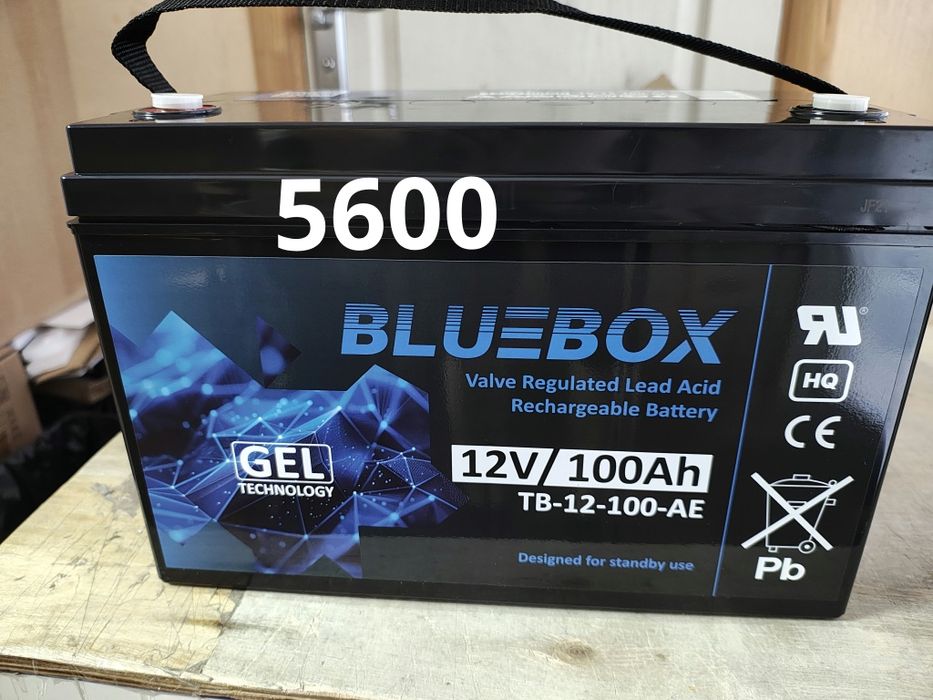 5600
BLUEBOX
Valve Regulated Lead Acid
Rechargeable Battery
GEL
TECHNOLOGY
12V/100Ah
TB-12-100-AE
Designed for standby use
®
HQ
CE
Pb